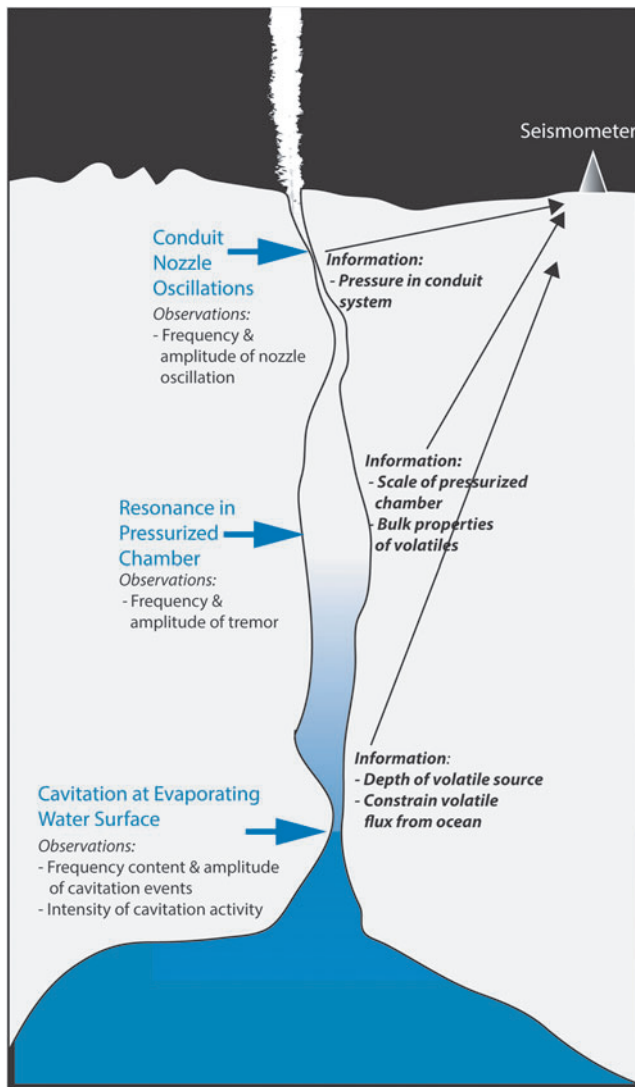 Seismometer
Conduit
Nozzle
Oscillations
Observations:
- Frequency &
amplitude of nozzle
oscillation
Information:
- Pressure in conduit
system
Resonance in
Pressurized
Chamber
Observations:
- Frequency &
amplitude of tremor
Information:
- Scale of pressurized
chamber
- Bulk properties
of volatiles
Cavitation at Evaporating
Water Surface
Observations:
- Frequency content & amplitude
of cavitation events
- Intensity of cavitation activity
Information:
- Depth of volatile source
- Constrain volatile
flux from ocean